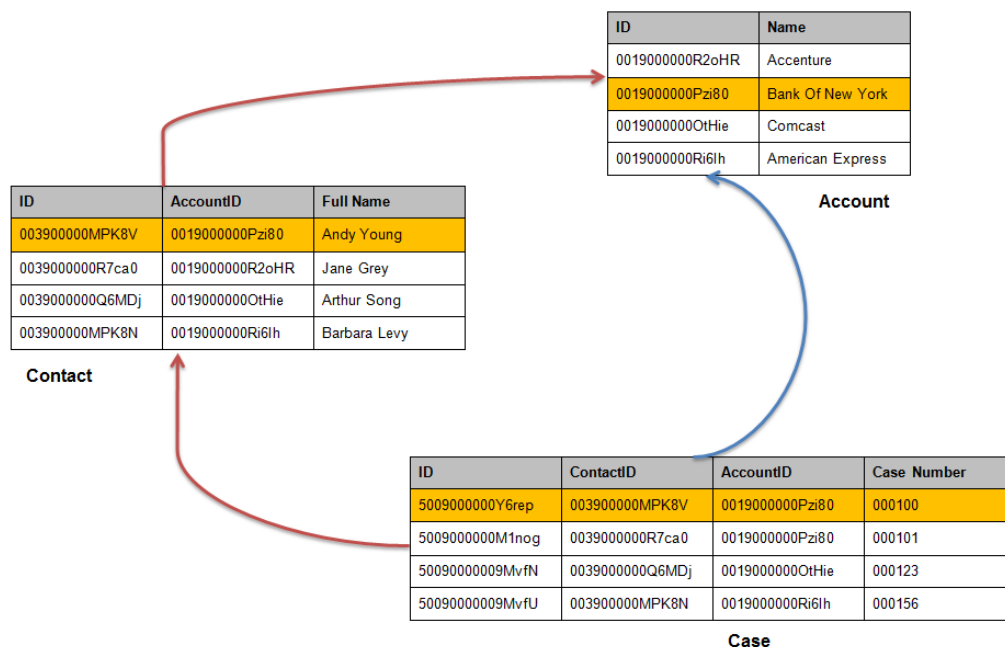 ID Name
0019000000R2oHR Accenture
0019000000Pzi80 Bank Of New York
0019000000OtHie Comcast
0019000000Ri6Ih American Express
Account
ID AccountID Full Name
003900000MPK8V 0019000000Pzi80 Andy Young
0039000000R7ca0 0019000000R2oHR Jane Grey
0039000000Q6MDj 0019000000OtHie Arthur Song
003900000MPK8N 0019000000Ri6Ih Barbara Levy
Contact
ID ContactID AccountID Case Number
5009000000Y6rep 003900000MPK8V 0019000000Pzi80 000100
5009000000M1nog 0039000000R7ca0 0019000000Pzi80 000101
50090000009MvfN 0039000000Q6MDj 0019000000OtHie 000123
50090000009MvfU 003900000MPK8N 0019000000Ri6Ih 000156
Case